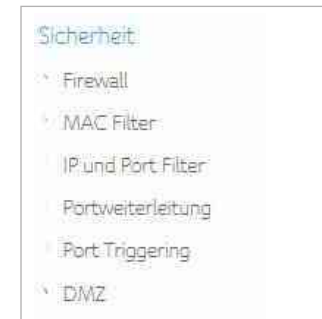 Sicherheit
Firewall
MAC Filter
IP und Port Filter
Portweiterleitung
Port Triggering
DMZ